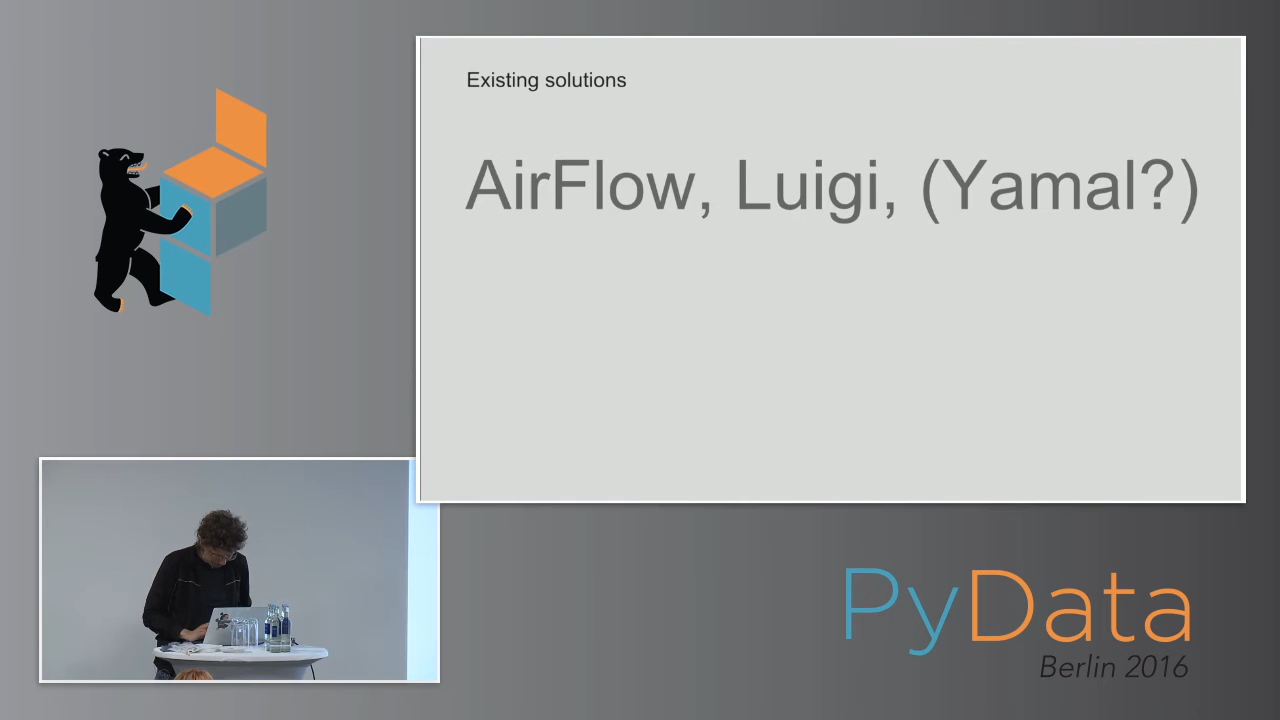 Existing solutions
AirFlow, Luigi, (Yamal?)
PyData
Berlin 2016